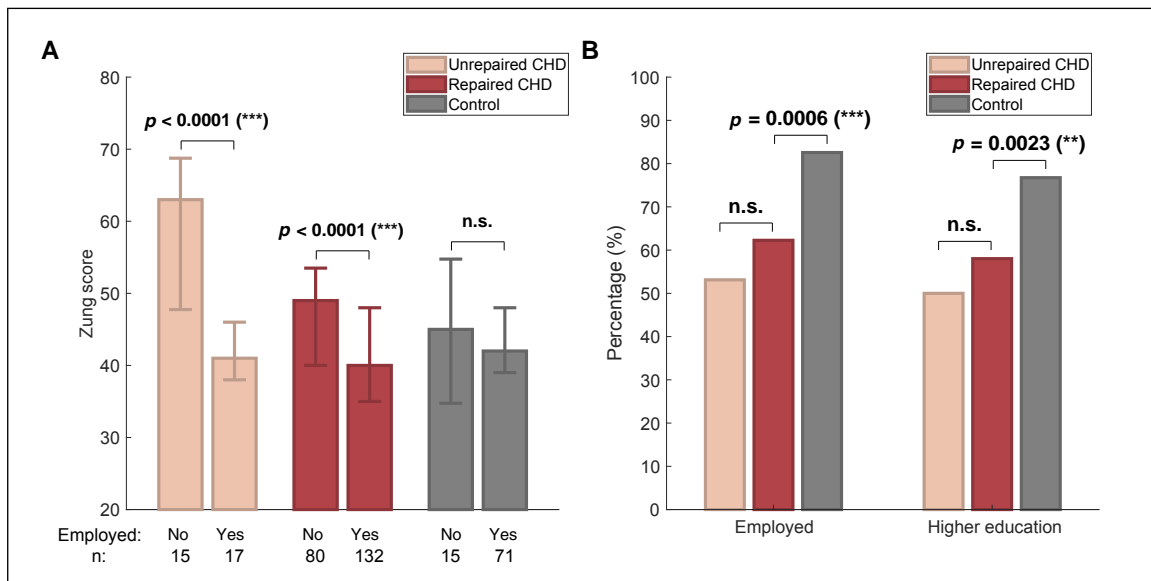 A
Unrepaired CHD
Repaired CHD
Control
80
70
60
50
40
30
20
Zung score
p < 0.0001 (***)
p < 0.0001 (***)
n.s.
Employed: No Yes No Yes No Yes
n: 15 17 80 132 15 71
B
Unrepaired CHD
Repaired CHD
Control
100
90
80
70
60
50
40
30
20
10
0
Percentage (%)
p = 0.0006 (***)
n.s.
p = 0.0023 (**)
n.s.
Employed Higher education